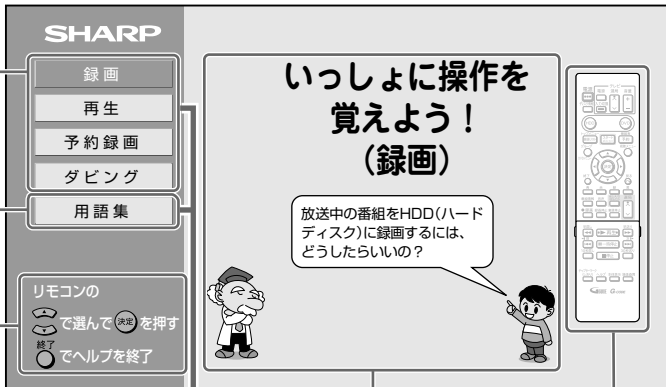 SHARP
録画
再生
予約録画
ダビング
用語集
リモコンの
で選んで 決定 を押す
終了
でヘルプを終了
いっしょに操作を
覚えよう！
（録画）
放送中の番組をHDD（ハード
ディスク）に録画するには、
どうしたらいいの？